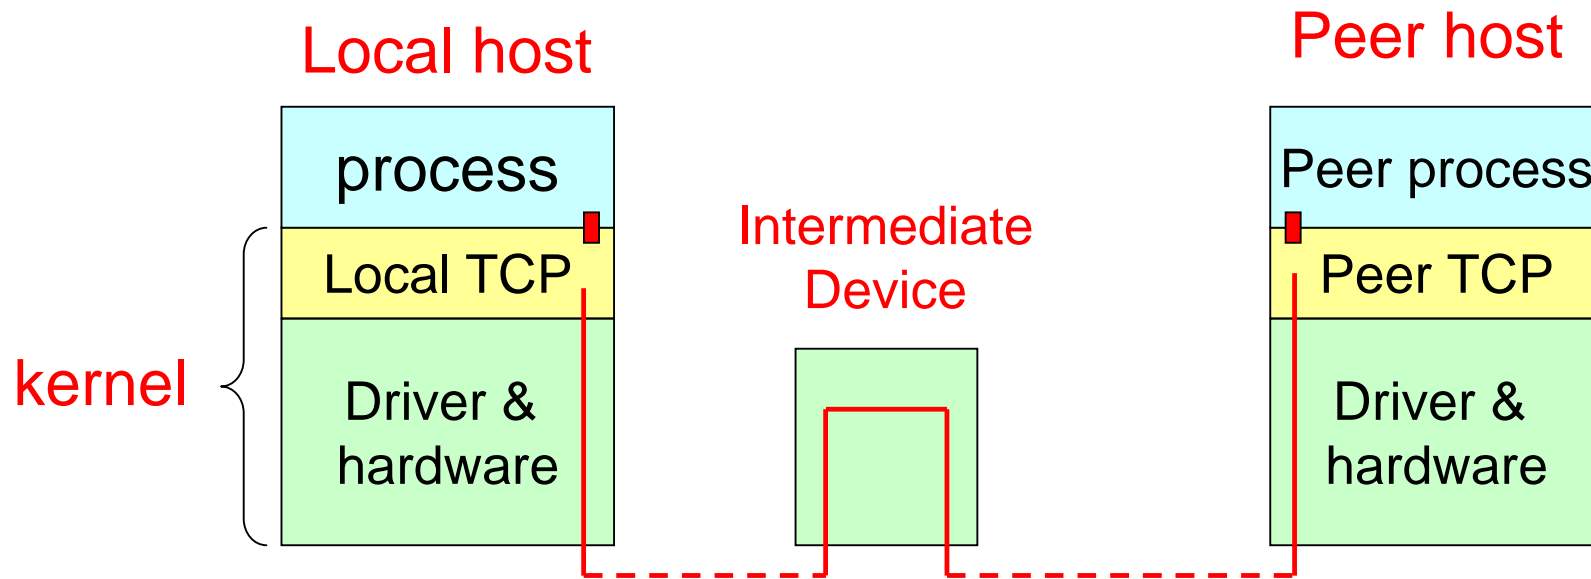 Local host
Peer host
process
Peer process
Intermediate
Device
Local TCP
Peer TCP
kernel
Driver &
hardware
Driver &
hardware